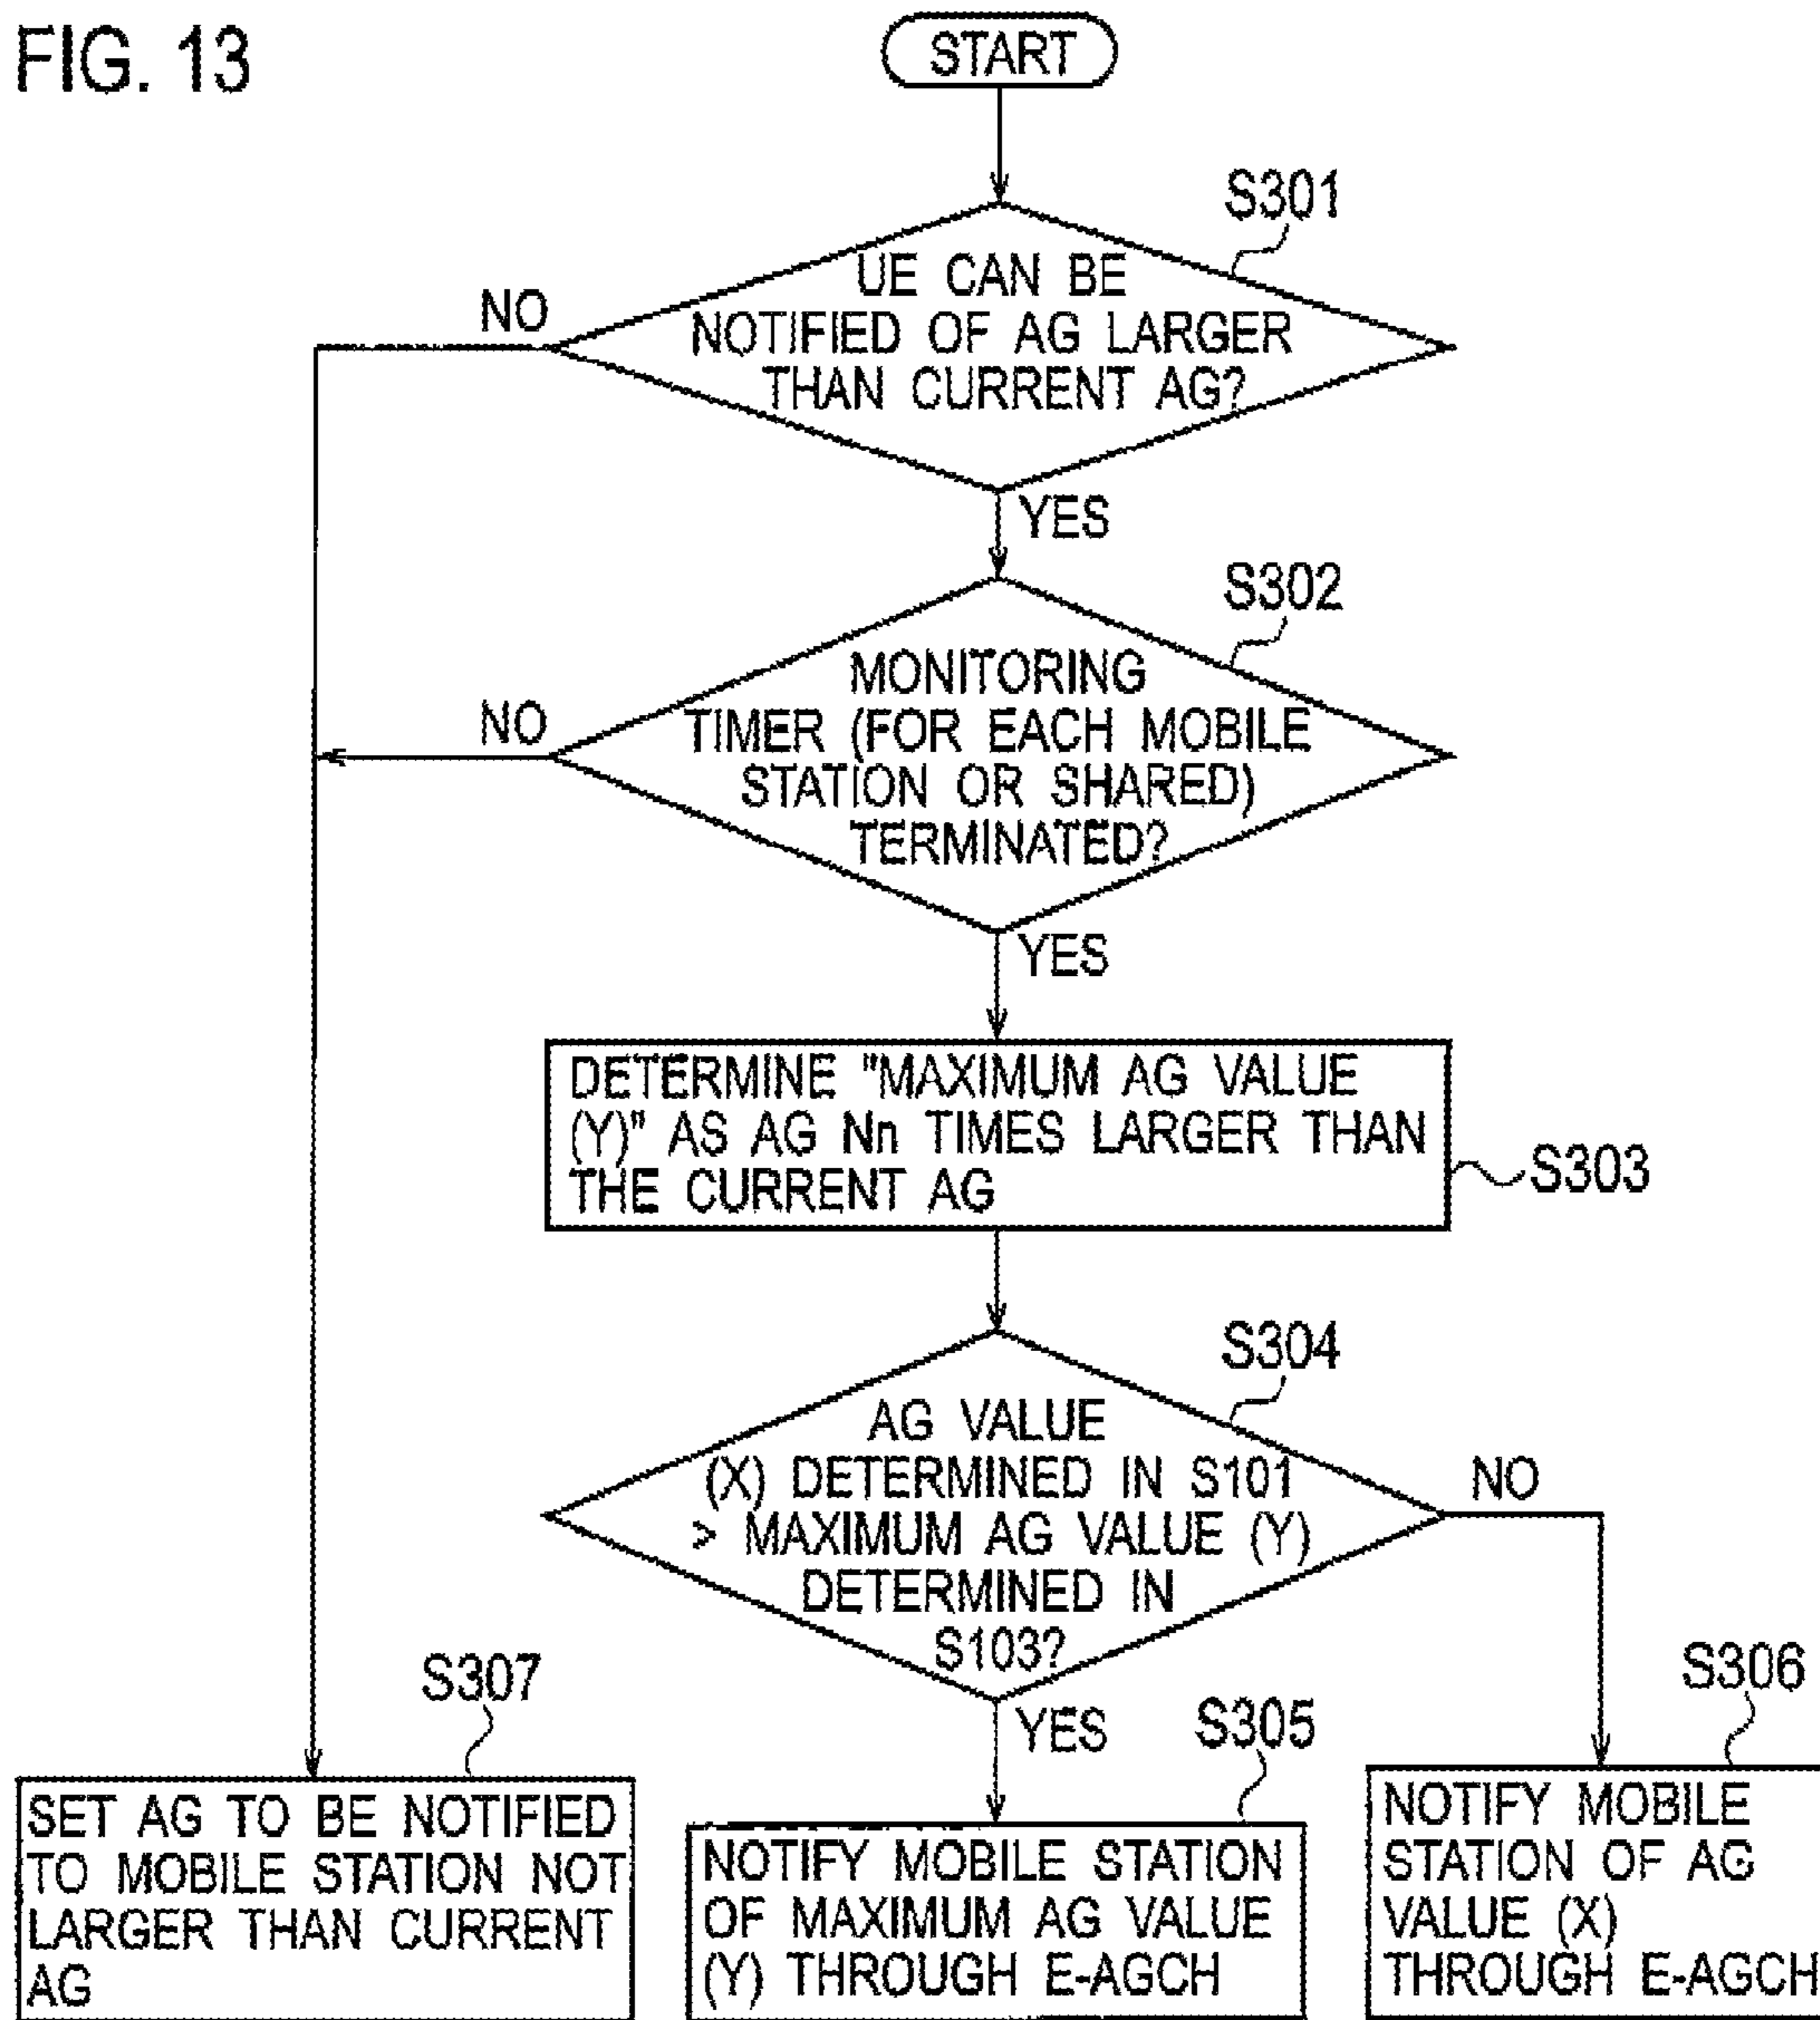 FIG. 13
START
S301
UE CAN BE
NOTIFIED OF AG LARGER
THAN CURRENT AG?
NO
YES
S302
MONITORING
TIMER (FOR EACH MOBILE
STATION OR SHARED)
TERMINATED?
NO
YES
DETERMINE "MAXIMUM AG VALUE
(Y)" AS AG Nn TIMES LARGER THAN
THE CURRENT AG
S303
S304
AG VALUE
(X) DETERMINED IN S101
> MAXIMUM AG VALUE (Y)
DETERMINED IN
S103?
NO
YES
S307
SET AG TO BE NOTIFIED
TO MOBILE STATION NOT
LARGER THAN CURRENT
AG
S305
NOTIFY MOBILE STATION
OF MAXIMUM AG VALUE
(Y) THROUGH E-AGCH
S306
NOTIFY MOBILE
STATION OF AG
VALUE (X)
THROUGH E-AGCH